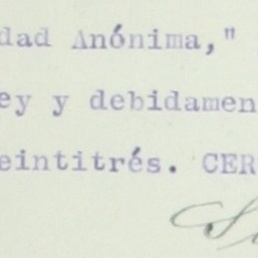 dad Anónima,"
ey y debidamen
eintitrés. CER